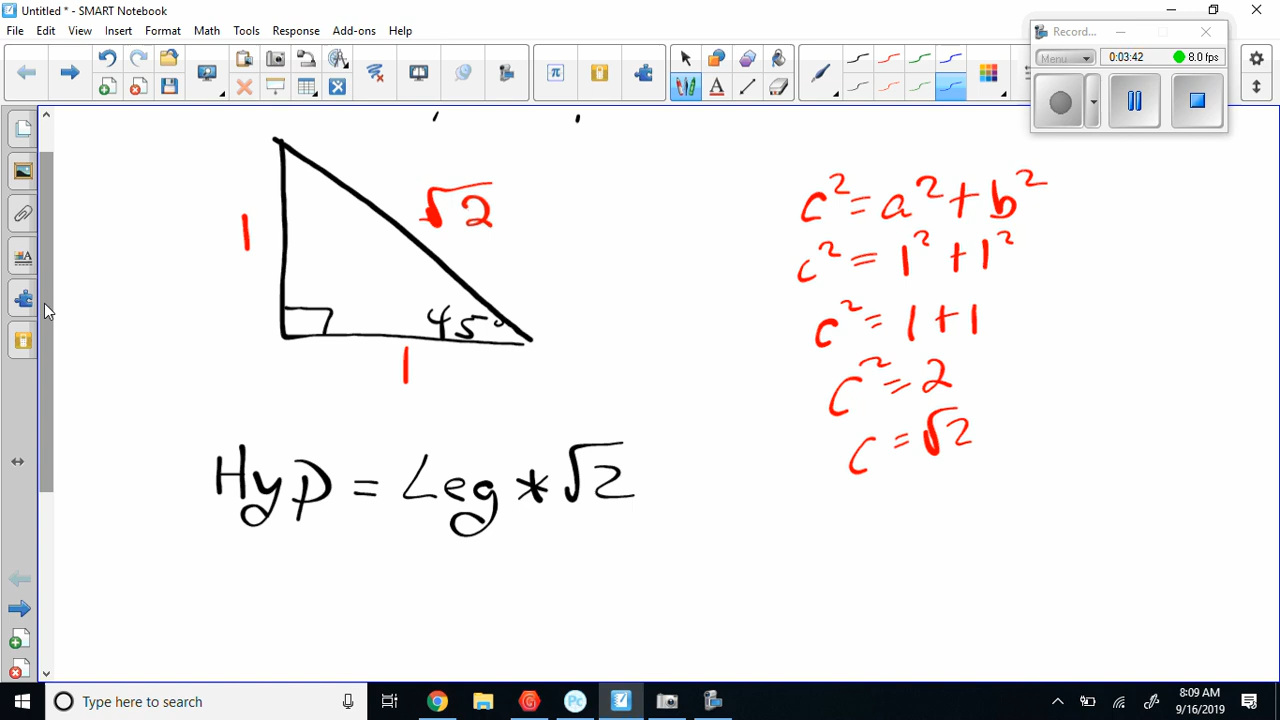 Untitled * - SMART Notebook
File Edit View Insert Format Math Tools Response Add-ons Help
Record...
Menu 0:03:42 8.0 fps
π
A
1
√2
45°
1
c² = a² + b²
c² = 1² + 1²
c² = 1 + 1
c² = 2
c = √2
Hyp = Leg * √2
Type here to search
8:09 AM
9/16/2019